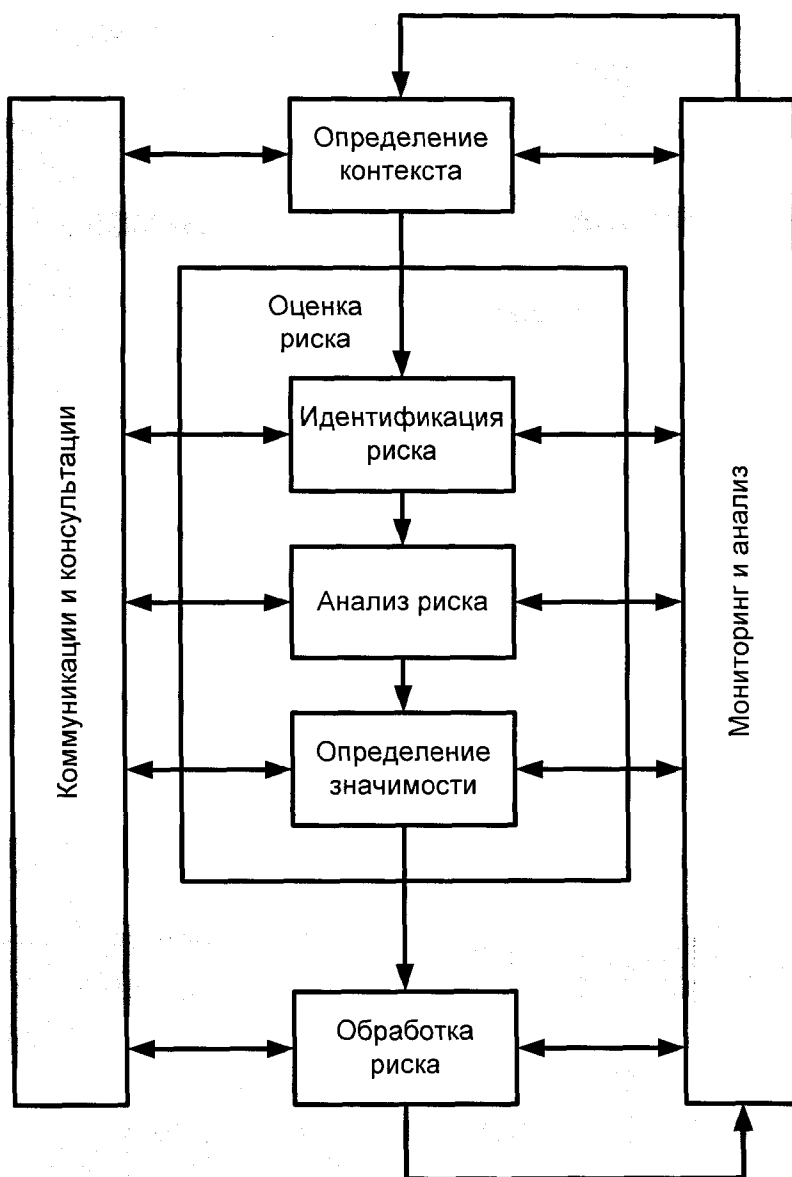 Определение
контекста
Оценка
риска
Идентификация
риска
Анализ риска
Определение
значимости
Обработка
риска
Коммуникации и консультации
Мониторинг и анализ